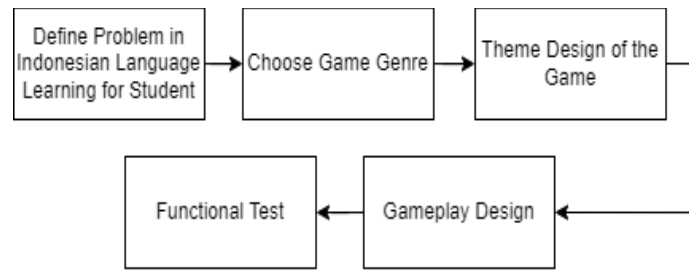 Define Problem in
Indonesian Language
Learning for Student
Choose Game Genre
Theme Design of the
Game
Gameplay Design
Functional Test